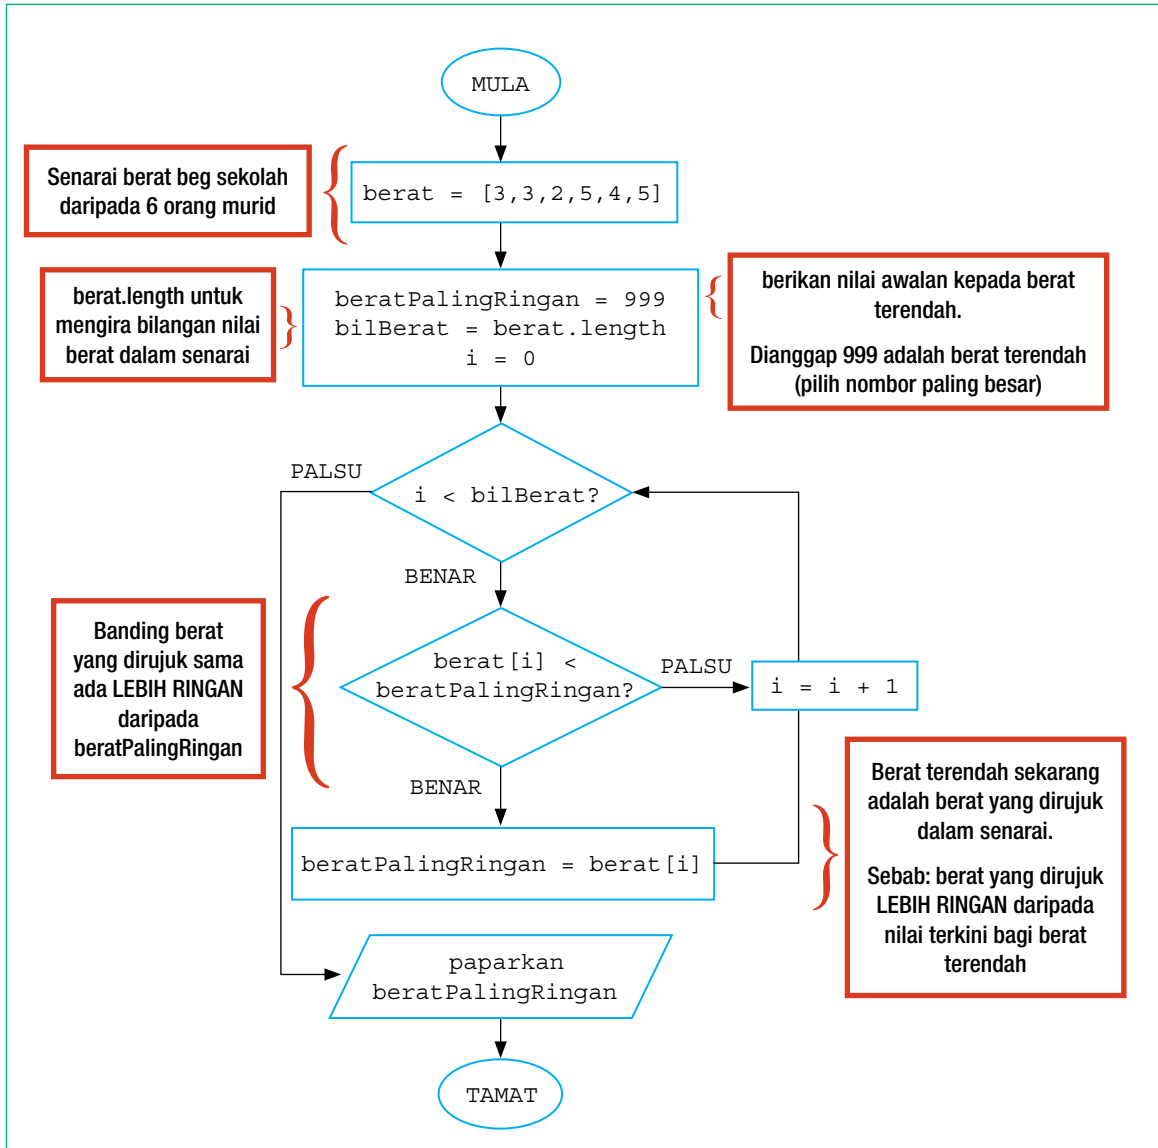 MULA
Senarai berat beg sekolah
daripada 6 orang murid
berat = [3,3,2,5,4,5]
berat.length untuk
mengira bilangan nilai
berat dalam senarai
beratPalingRingan = 999
bilBerat = berat.length
i = 0
berikan nilai awalan kepada berat
terendah.
Dianggap 999 adalah berat terendah
(pilih nombor paling besar)
PALSU
i < bilBerat?
BENAR
Banding berat
yang dirujuk sama
ada LEBIH RINGAN
daripada
beratPalingRingan
berat[i] <
beratPalingRingan?
PALSU
i = i + 1
BENAR
beratPalingRingan = berat[i]
Berat terendah sekarang
adalah berat yang dirujuk
dalam senarai.
Sebab: berat yang dirujuk
LEBIH RINGAN daripada
nilai terkini bagi berat
terendah
paparkan
beratPalingRingan
TAMAT